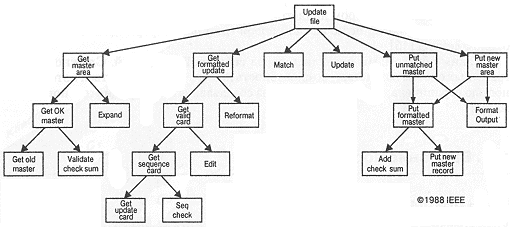 Update
file
Get
master
area
Get
formatted
update
Match
Update
Put
unmatched
master
Put new
master
area
Get OK
master
Expand
Get
valid
card
Reformat
Put
formatted
master
Format
Output
Get old
master
Validate
check sum
Get
sequence
card
Edit
Add
check sum
Put new
master
record
Get
update
card
Seq
check
©1988 IEEE